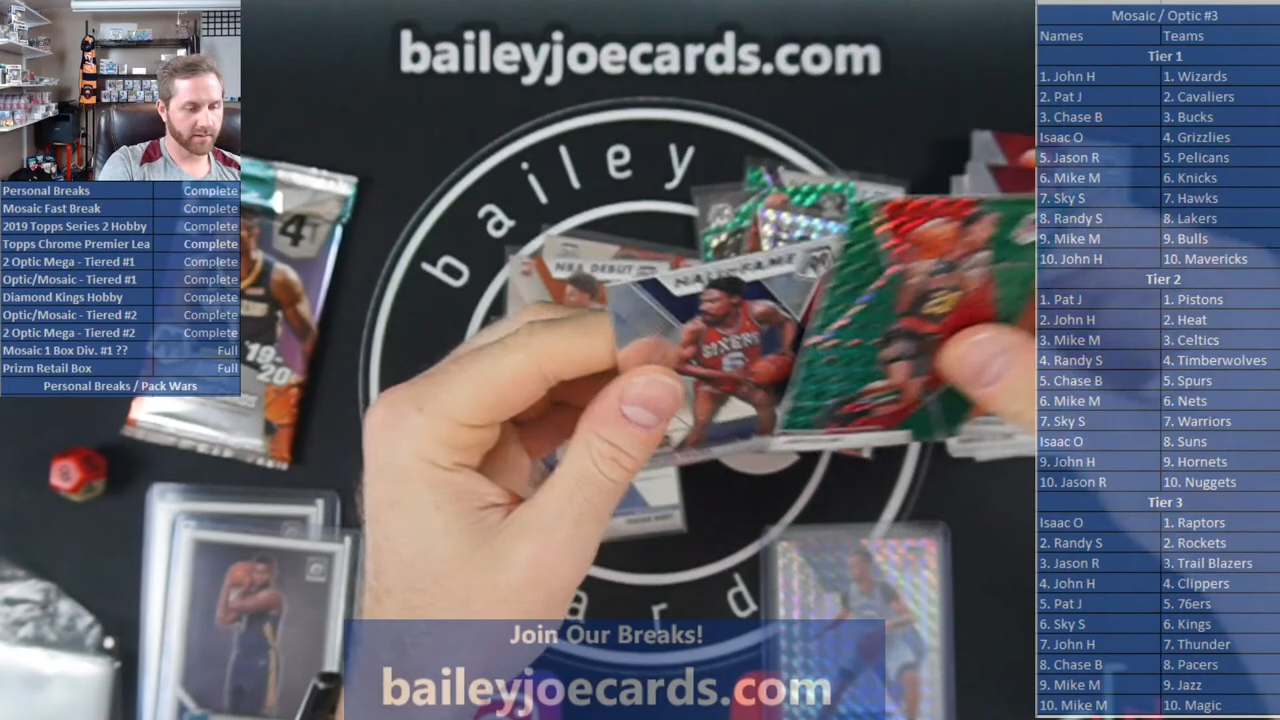 baileyjoecards.com
bailey
ard
Personal Breaks Complete
Mosaic Fast Break Complete
2019 Topps Series 2 Hobby Complete
Topps Chrome Premier Lea Complete
2 Optic Mega - Tiered #1 Complete
Optic/Mosaic - Tiered #1 Complete
Diamond Kings Hobby Complete
Optic/Mosaic - Tiered #2 Complete
2 Optic Mega - Tiered #2 Complete
Mosaic 1 Box Div. #1 ?? Full
Prizm Retail Box Full
Personal Breaks / Pack Wars
4
19-
20
NBA DEBUT
SIXERS
6
Join Our Breaks!
baileyjoecards.com
Mosaic / Optic #3
Names Teams
Tier 1
1. John H 1. Wizards
2. Pat J 2. Cavaliers
3. Chase B 3. Bucks
Isaac O 4. Grizzlies
5. Jason R 5. Pelicans
6. Mike M 6. Knicks
7. Sky S 7. Hawks
8. Randy S 8. Lakers
9. Mike M 9. Bulls
10. John H 10. Mavericks
Tier 2
1. Pat J 1. Pistons
2. John H 2. Heat
3. Mike M 3. Celtics
4. Randy S 4. Timberwolves
5. Chase B 5. Spurs
6. Mike M 6. Nets
7. Sky S 7. Warriors
Isaac O 8. Suns
9. John H 9. Hornets
10. Jason R 10. Nuggets
Tier 3
Isaac O 1. Raptors
2. Randy S 2. Rockets
3. Jason R 3. Trail Blazers
4. John H 4. Clippers
5. Pat J 5. 76ers
6. Sky S 6. Kings
7. John H 7. Thunder
8. Chase B 8. Pacers
9. Mike M 9. Jazz
10. Mike M 10. Magic